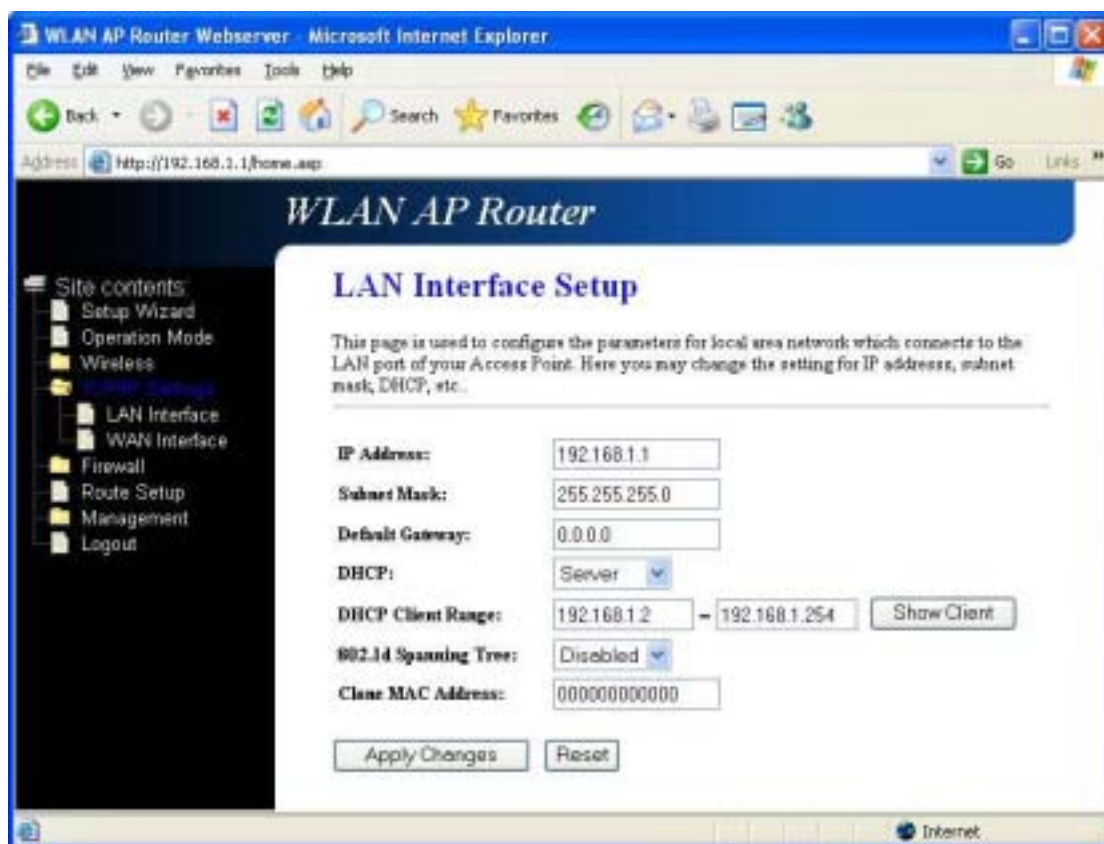 WLAN AP Router Webserver - Microsoft Internet Explorer
File Edit View Favorites Tools Help
Back Search Favorites
Address http://192.168.1.1/home.asp Go Links »
WLAN AP Router
Site contents:
Setup Wizard
Operation Mode
Wireless
TCP/IP Settings
LAN Interface
WAN Interface
Firewall
Route Setup
Management
Logout
LAN Interface Setup
This page is used to configure the parameters for local area network which connects to the
LAN port of your Access Point. Here you may change the setting for IP addresss, subnet
mask, DHCP, etc..
IP Address: 192.168.1.1
Subnet Mask: 255.255.255.0
Default Gateway: 0.0.0.0
DHCP: Server
DHCP Client Range: 192.168.1.2 - 192.168.1.254 Show Client
802.1d Spanning Tree: Disabled
Clone MAC Address: 000000000000
Apply Changes Reset
Internet